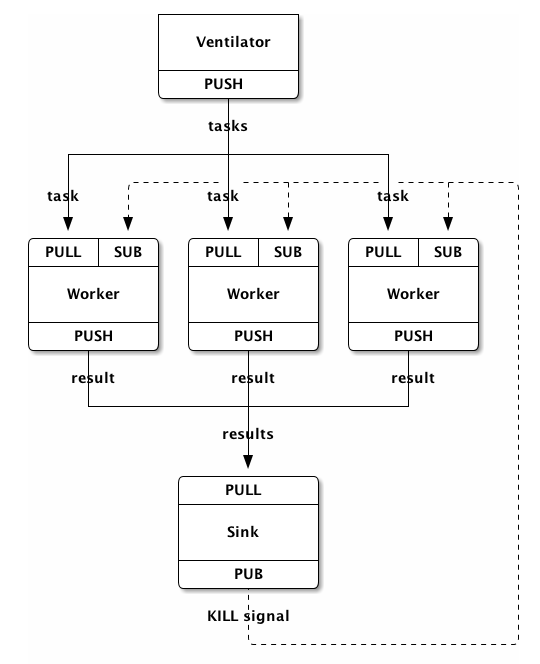 Ventilator
PUSH
tasks
task task task
PULL SUB PULL SUB PULL SUB
Worker Worker Worker
PUSH PUSH PUSH
result result result
results
PULL
Sink
PUB
KILL signal